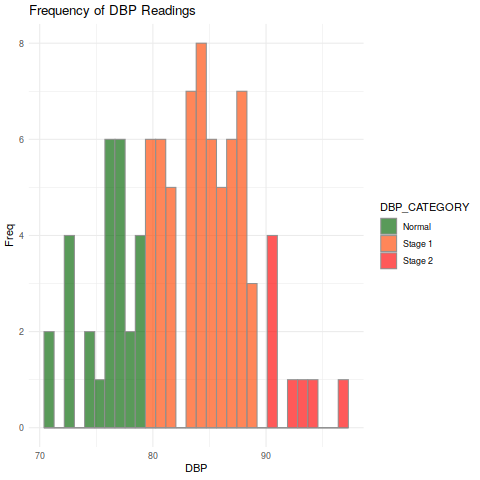 Frequency of DBP Readings
8
6
4
2
0
Freq
70 80 90
DBP
DBP_CATEGORY
Normal
Stage 1
Stage 2